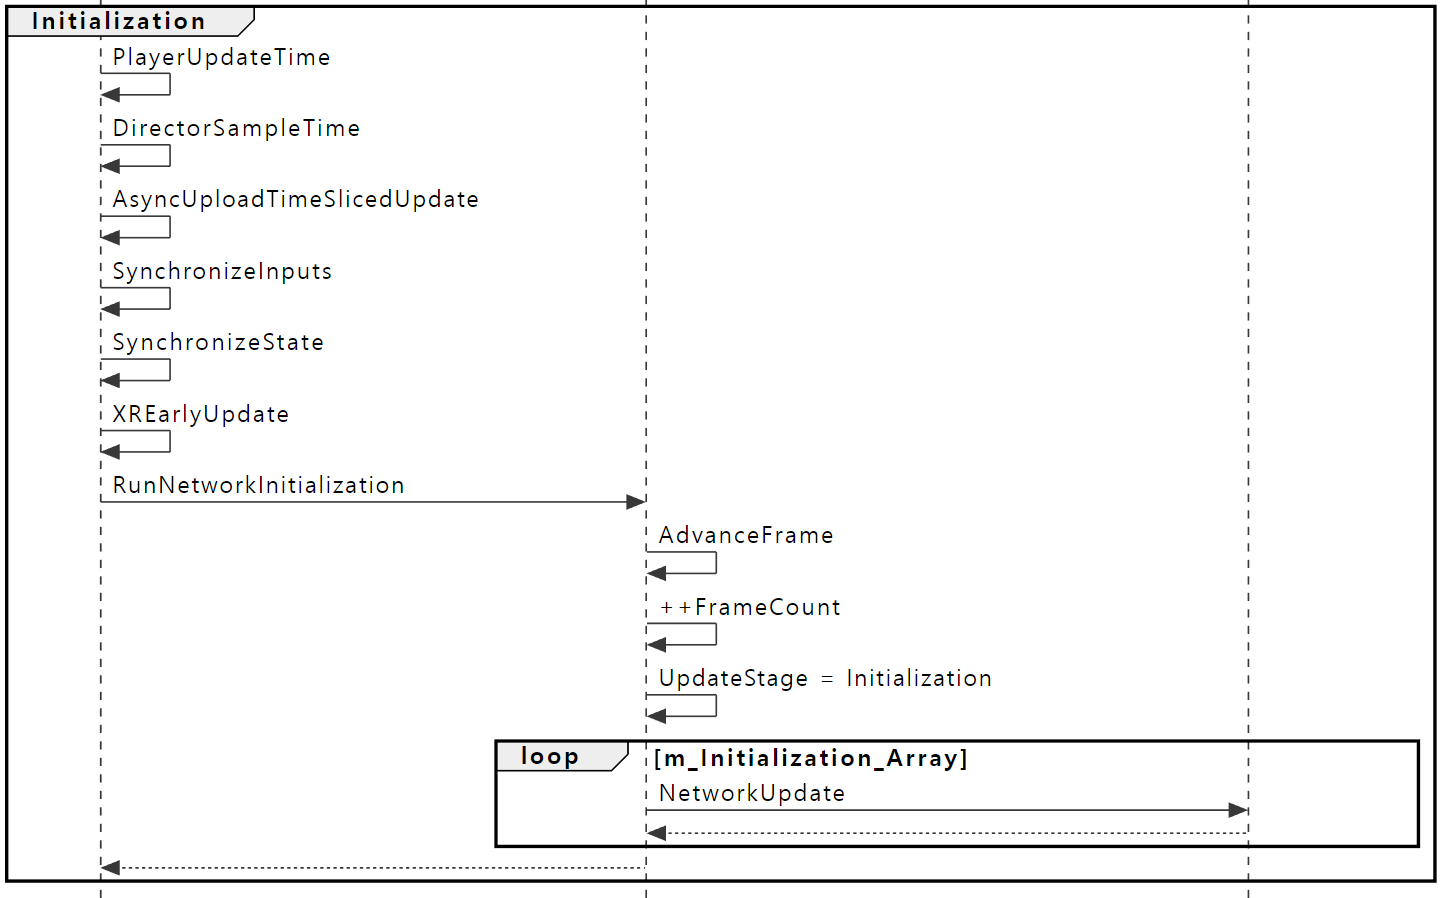 Initialization
PlayerUpdateTime
DirectorSampleTime
AsyncUploadTimeSlicedUpdate
SynchronizeInputs
SynchronizeState
XREarlyUpdate
RunNetworkInitialization
AdvanceFrame
++FrameCount
UpdateStage = Initialization
loop [m_Initialization_Array]
NetworkUpdate